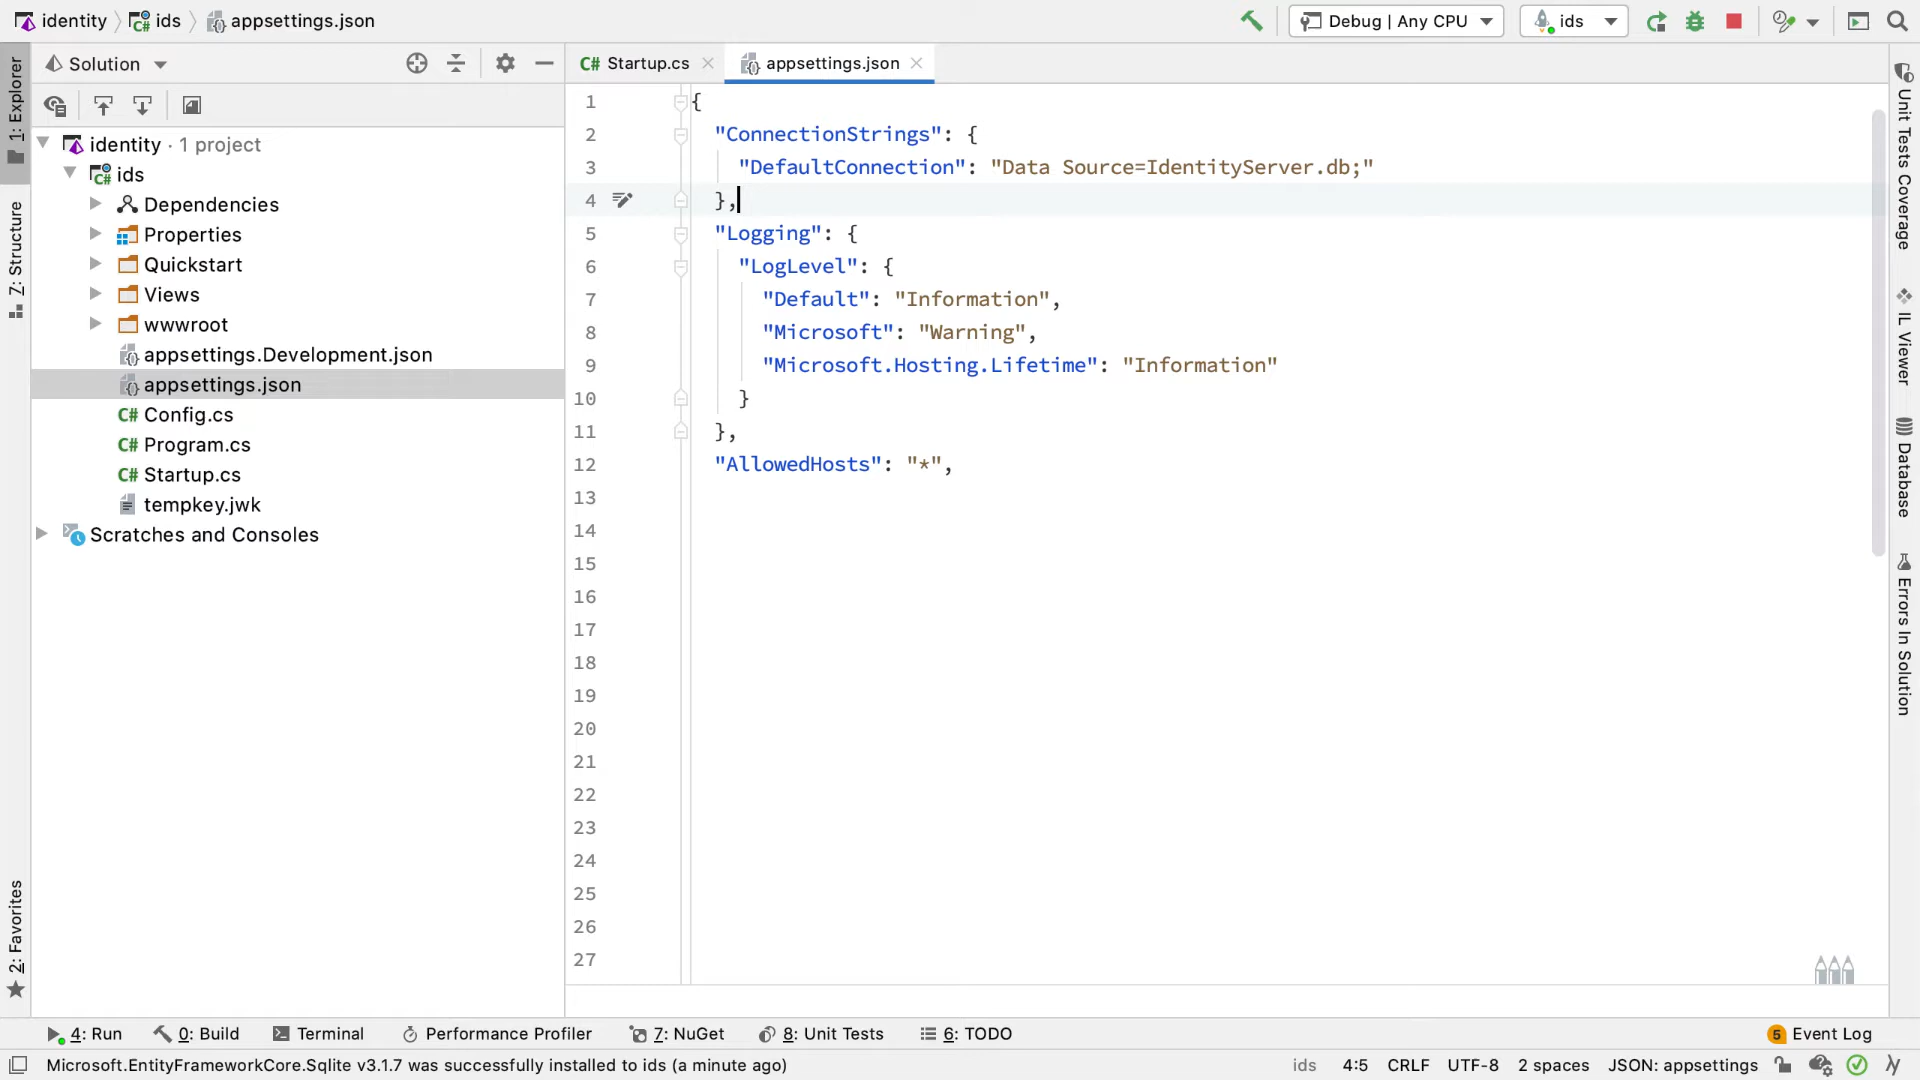 identity ids appsettings.json Debug | Any CPU ids
Solution
Startup.cs appsettings.json
1: Explorer
7: Structure
2: Favorites
identity · 1 project
ids
Dependencies
Properties
Quickstart
Views
wwwroot
appsettings.Development.json
appsettings.json
C# Config.cs
C# Program.cs
C# Startup.cs
tempkey.jwk
Scratches and Consoles
1 {
2 "ConnectionStrings": {
3 "DefaultConnection": "Data Source=IdentityServer.db;"
4 },
5 "Logging": {
6 "LogLevel": {
7 "Default": "Information",
8 "Microsoft": "Warning",
9 "Microsoft.Hosting.Lifetime": "Information"
10 }
11 },
12 "AllowedHosts": "*",
13
14
15
16
17
18
19
20
21
22
23
24
25
26
27
Unit Tests Coverage
IL Viewer
Database
Errors In Solution
4: Run 0: Build Terminal Performance Profiler 7: NuGet 8: Unit Tests 6: TODO 5 Event Log
Microsoft.EntityFrameworkCore.Sqlite v3.1.7 was successfully installed to ids (a minute ago) ids 4:5 CRLF UTF-8 2 spaces JSON: appsettings